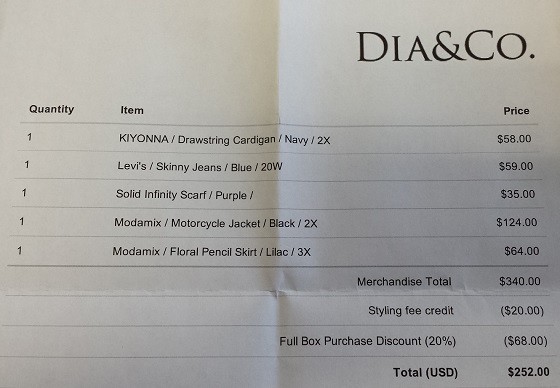 DIA&CO.
Quantity Item Price
1 KIYONNA / Drawstring Cardigan / Navy / 2X $58.00
1 Levi's / Skinny Jeans / Blue / 20W $59.00
1 Solid Infinity Scarf / Purple / $35.00
1 Modamix / Motorcycle Jacket / Black / 2X $124.00
1 Modamix / Floral Pencil Skirt / Lilac / 3X $64.00
Merchandise Total $340.00
Styling fee credit ($20.00)
Full Box Purchase Discount (20%) ($68.00)
Total (USD) $252.00